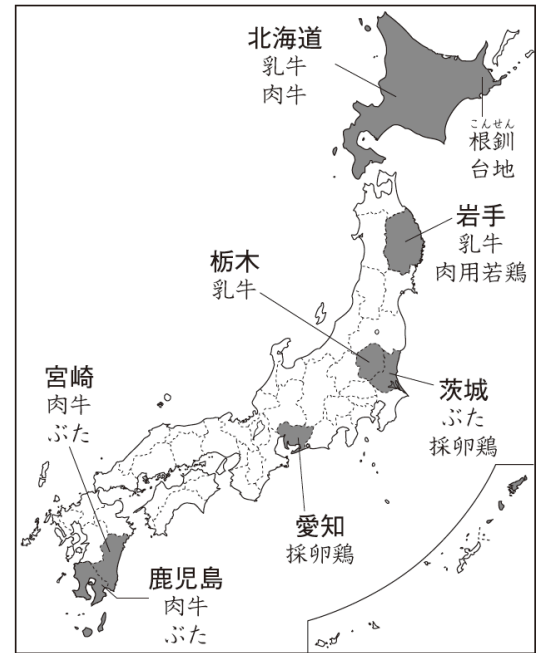 北海道
乳牛
肉牛
こんせん
根釧
台地
岩手
乳牛
肉用若鶏
栃木
乳牛
宮崎
肉牛
ぶた
茨城
ぶた
採卵鶏
愛知
採卵鶏
鹿児島
肉牛
ぶた